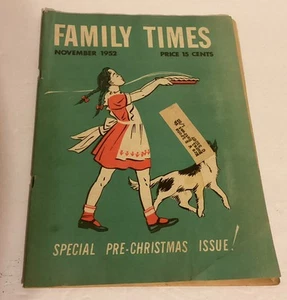 FAMILY TIMES
NOVEMBER 1952
PRICE 15 CENTS
SPECIAL PRE-CHRISTMAS ISSUE!